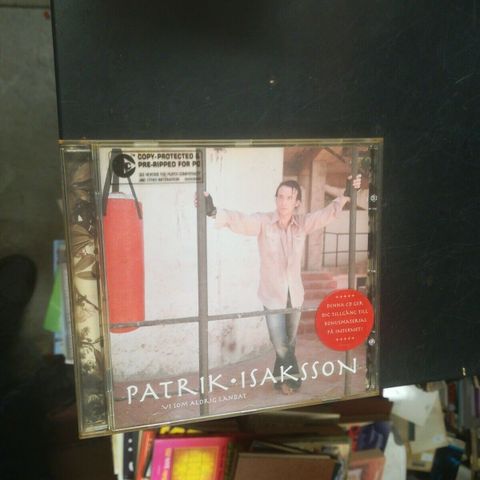 COPY-PROTECTED &
PRE-RIPPED FOR PC
DENNA CD GER
DIG TILLGÅNG TILL
BONUSMATERIAL
PÅ INTERNET!
PATRIK • ISAKSSON
VI SOM ALDRIG LANDAT